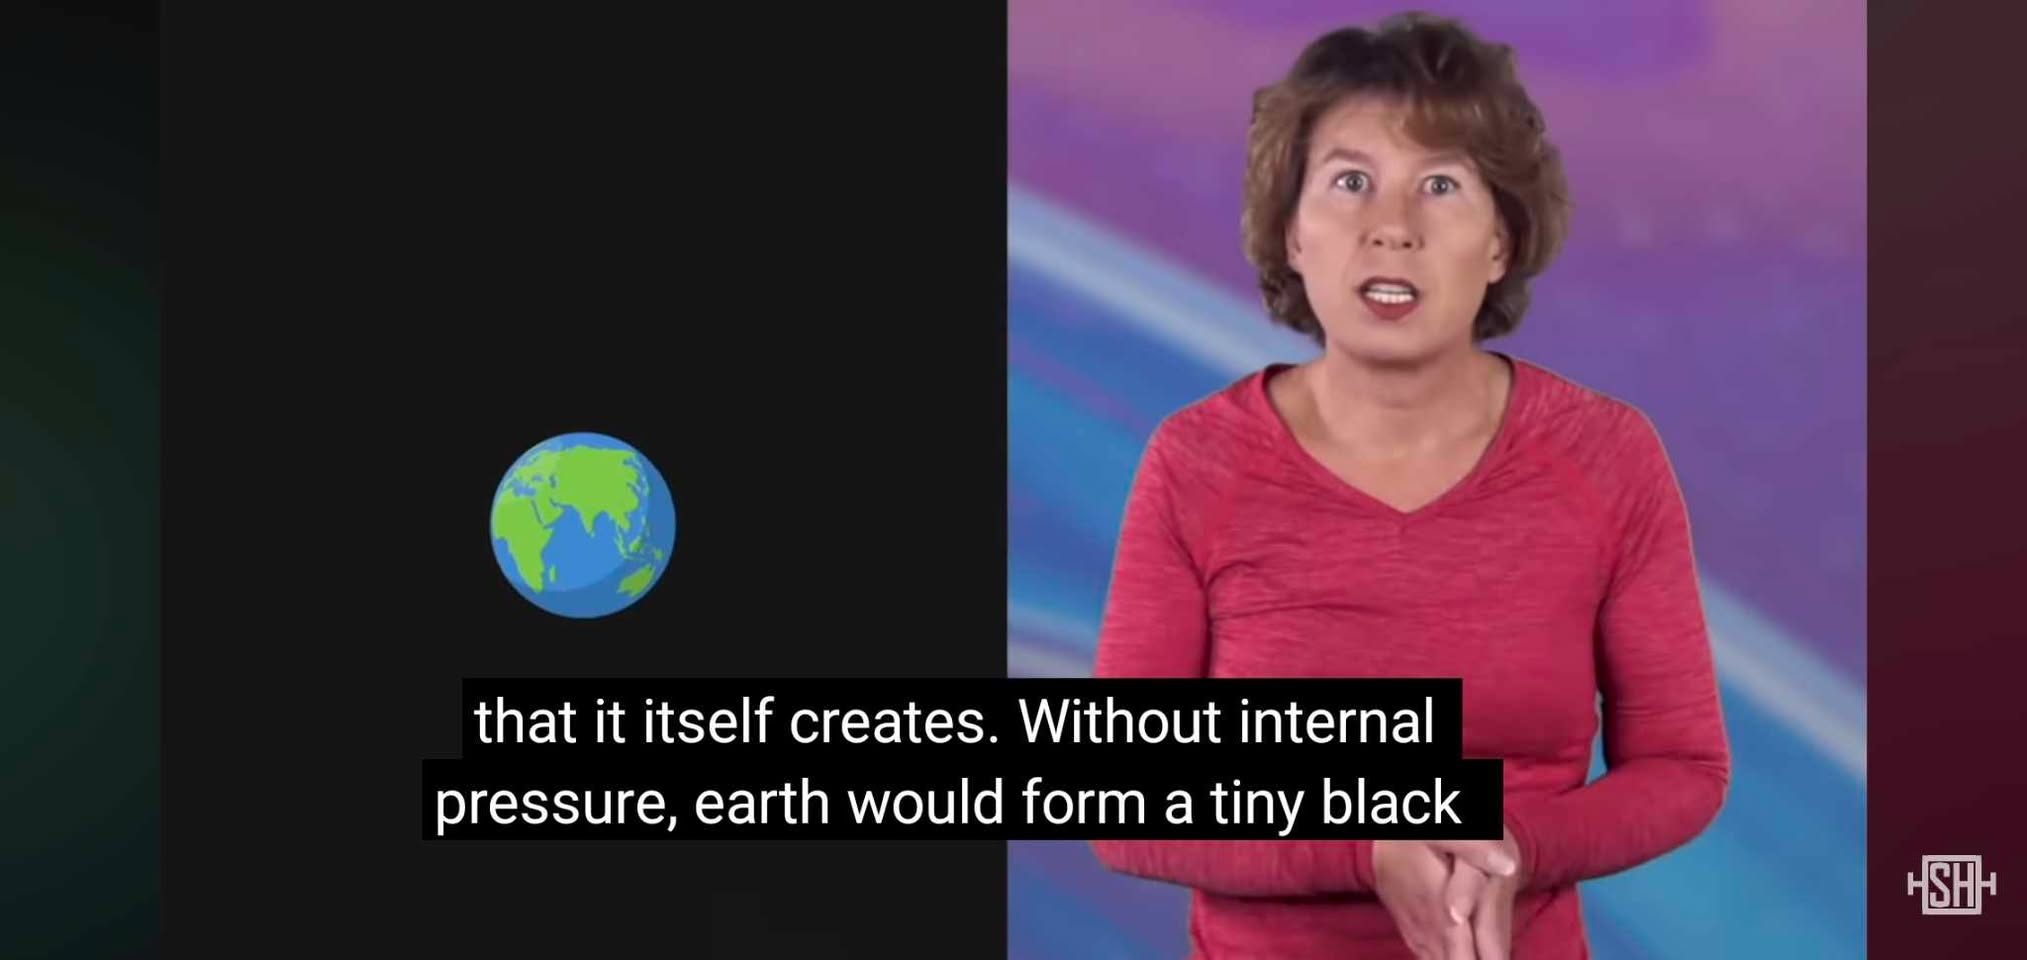 that it itself creates. Without internal
pressure, earth would form a tiny black
SH